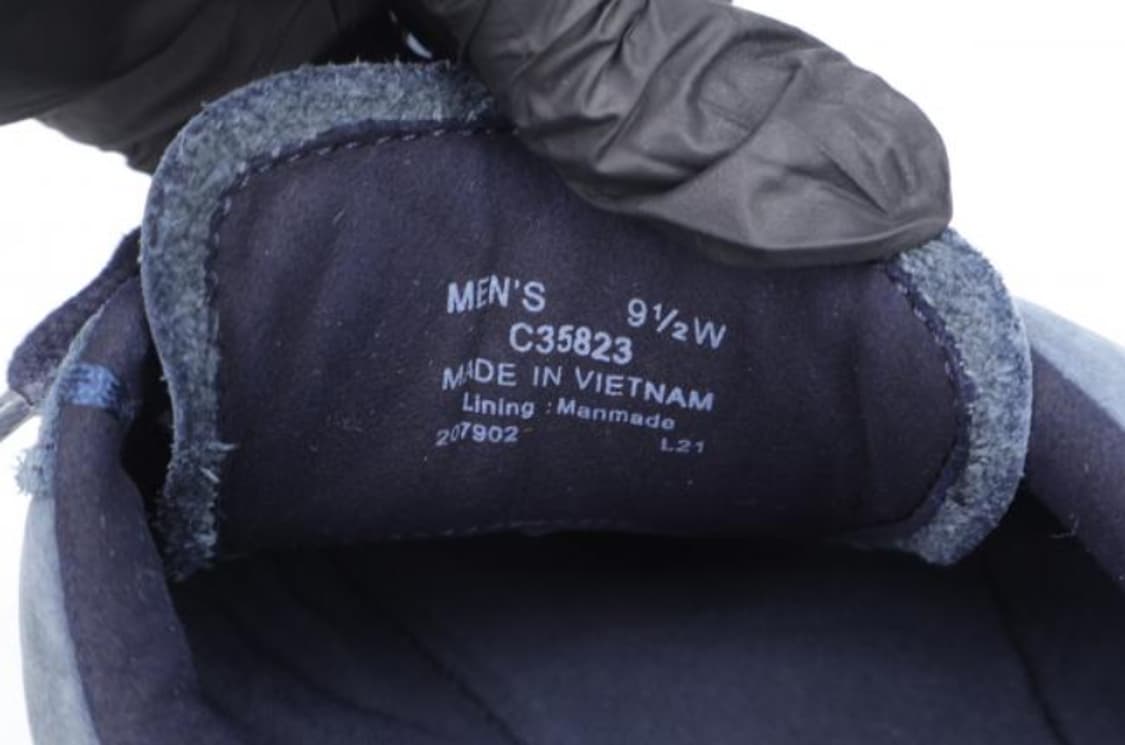 MEN'S 9½W
C35823
MADE IN VIETNAM
Lining : Manmade
207902 L21